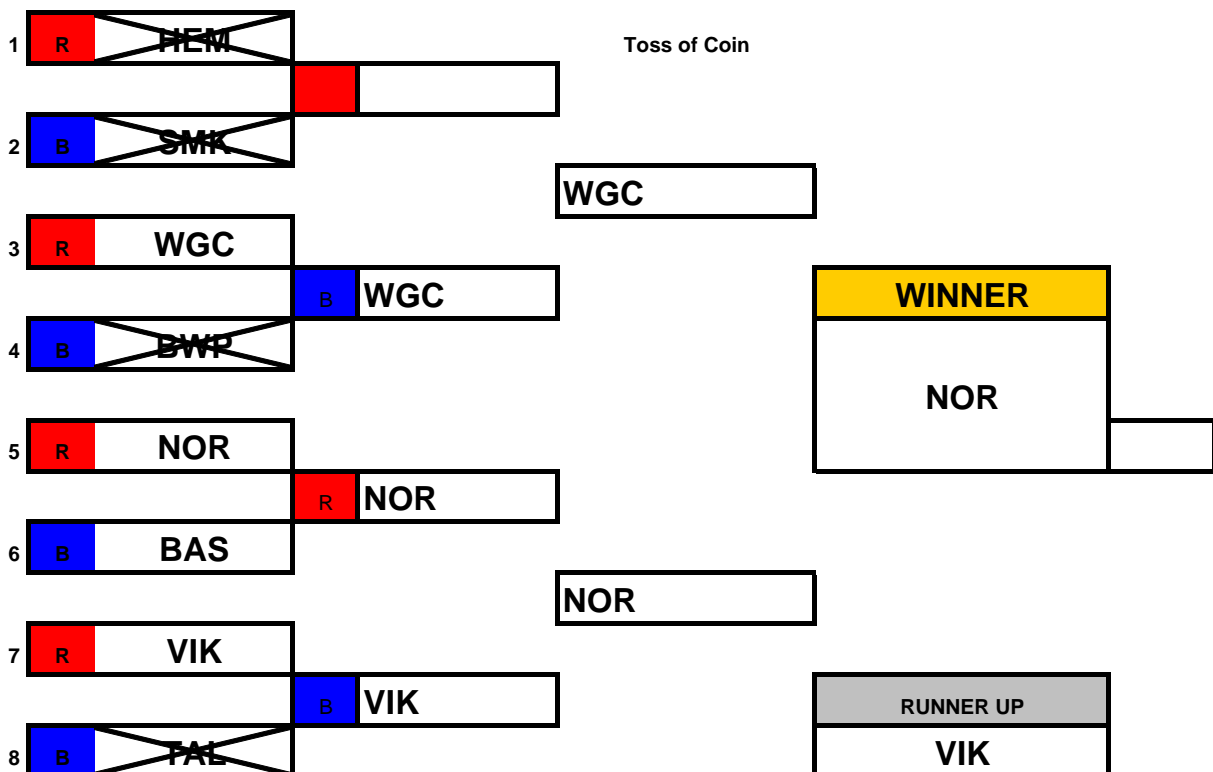 1 R HEM Toss of Coin
2 B SMK
WGC
3 R WGC
B WGC WINNER
4 B BWP
NOR
5 R NOR
R NOR
6 B BAS
NOR
7 R VIK
B VIK RUNNER UP
8 B TAL VIK